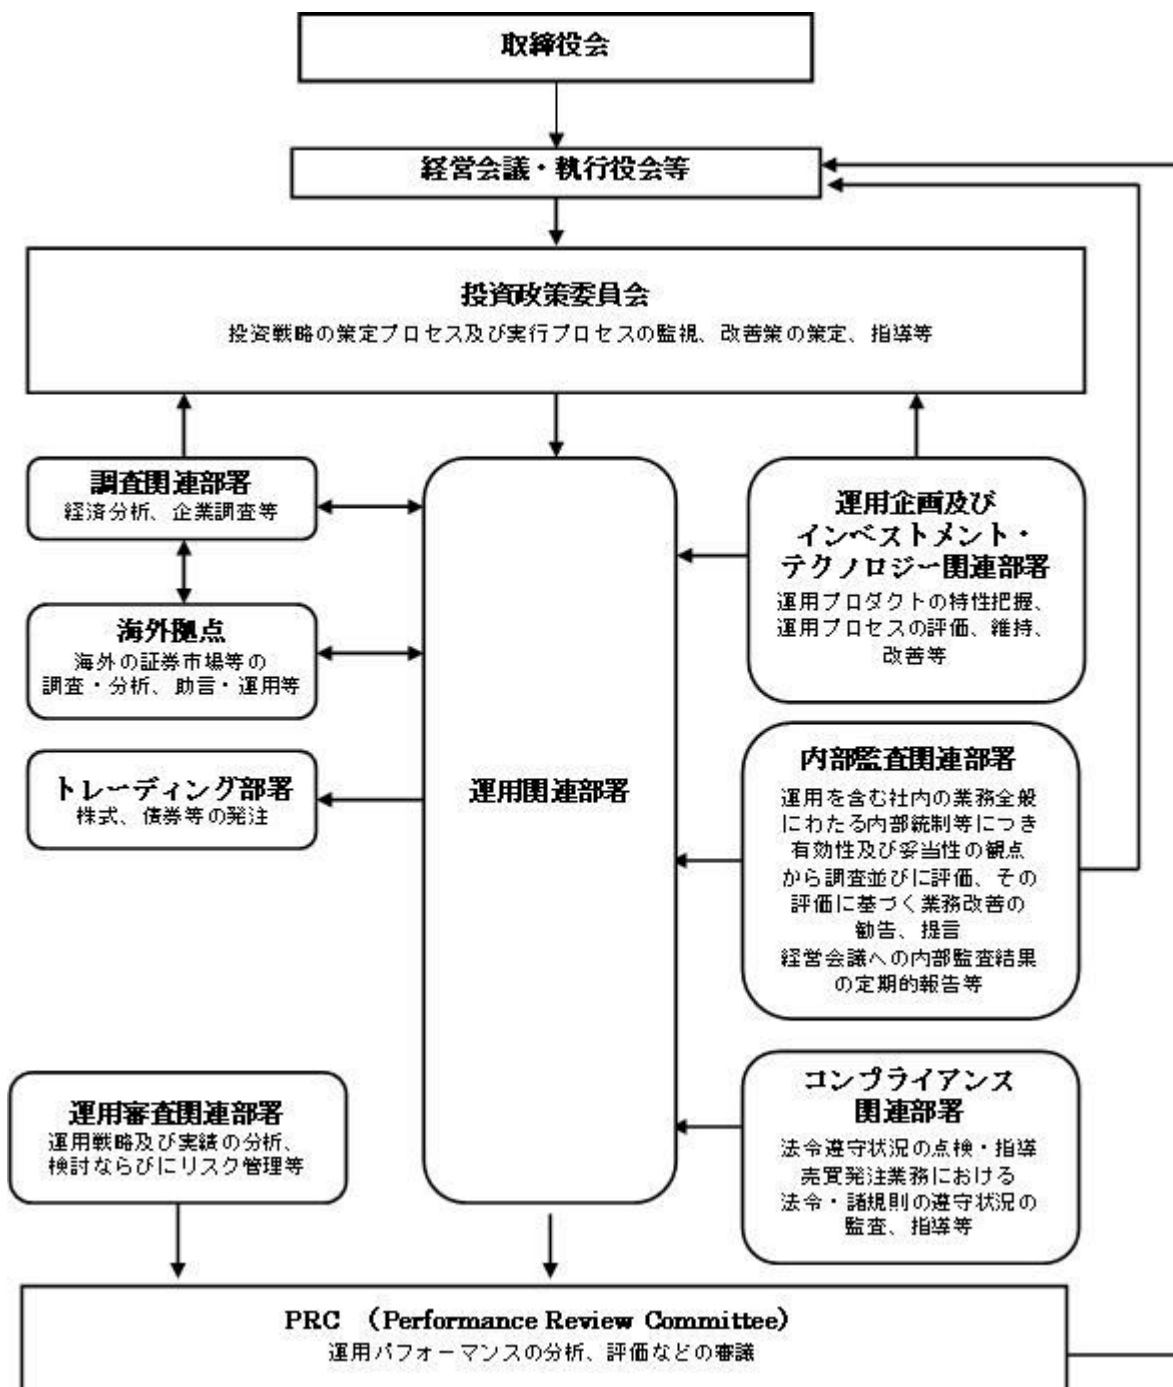 取締役会
経営会議・執行役会等
投資政策委員会
投資戦略の策定プロセス及び実行プロセスの監視、改善策の策定、指導等
調査関連部署
経済分析、企業調査等
海外拠点
海外の証券市場等の
調査・分析、助言・運用等
トレーディング部署
株式、債券等の発注
運用関連部署
運用企画及び
インベストメント・
テクノロジー関連部署
運用プロダクトの特性把握、
運用プロセスの評価、維持、
改善等
内部監査関連部署
運用を含む社内の業務全般
にわたる内部統制等につき
有効性及び妥当性の観点
から調査並びに評価、その
評価に基づく業務改善の
勧告、提言
経営会議への内部監査結果
の定期的報告等
運用審査関連部署
運用戦略及び実績の分析、
検討ならびにリスク管理等
コンプライアンス
関連部署
法令遵守状況の点検・指導
売買発注業務における
法令・諸規則の遵守状況の
監査、指導等
PRC （Performance Review Committee）
運用パフォーマンスの分析、評価などの審議